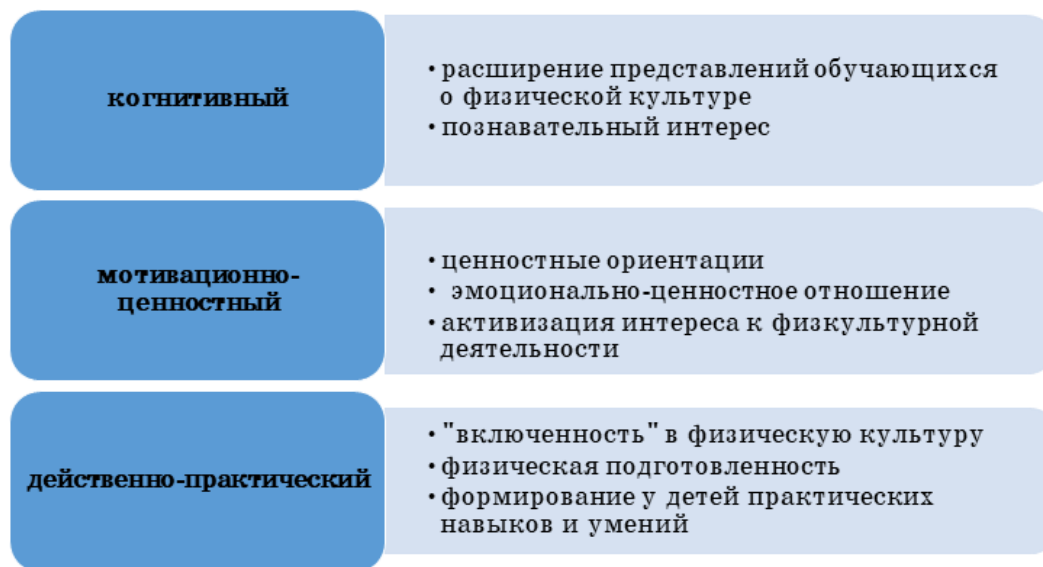 когнитивный
• расширение представлений обучающихся
о физической культуре
• познавательный интерес
мотивационно-
ценностный
• ценностные ориентации
• эмоционально-ценностное отношение
• активизация интереса к физкультурной
деятельности
действенно-практический
• "включенность" в физическую культуру
• физическая подготовленность
• формирование у детей практических
навыков и умений